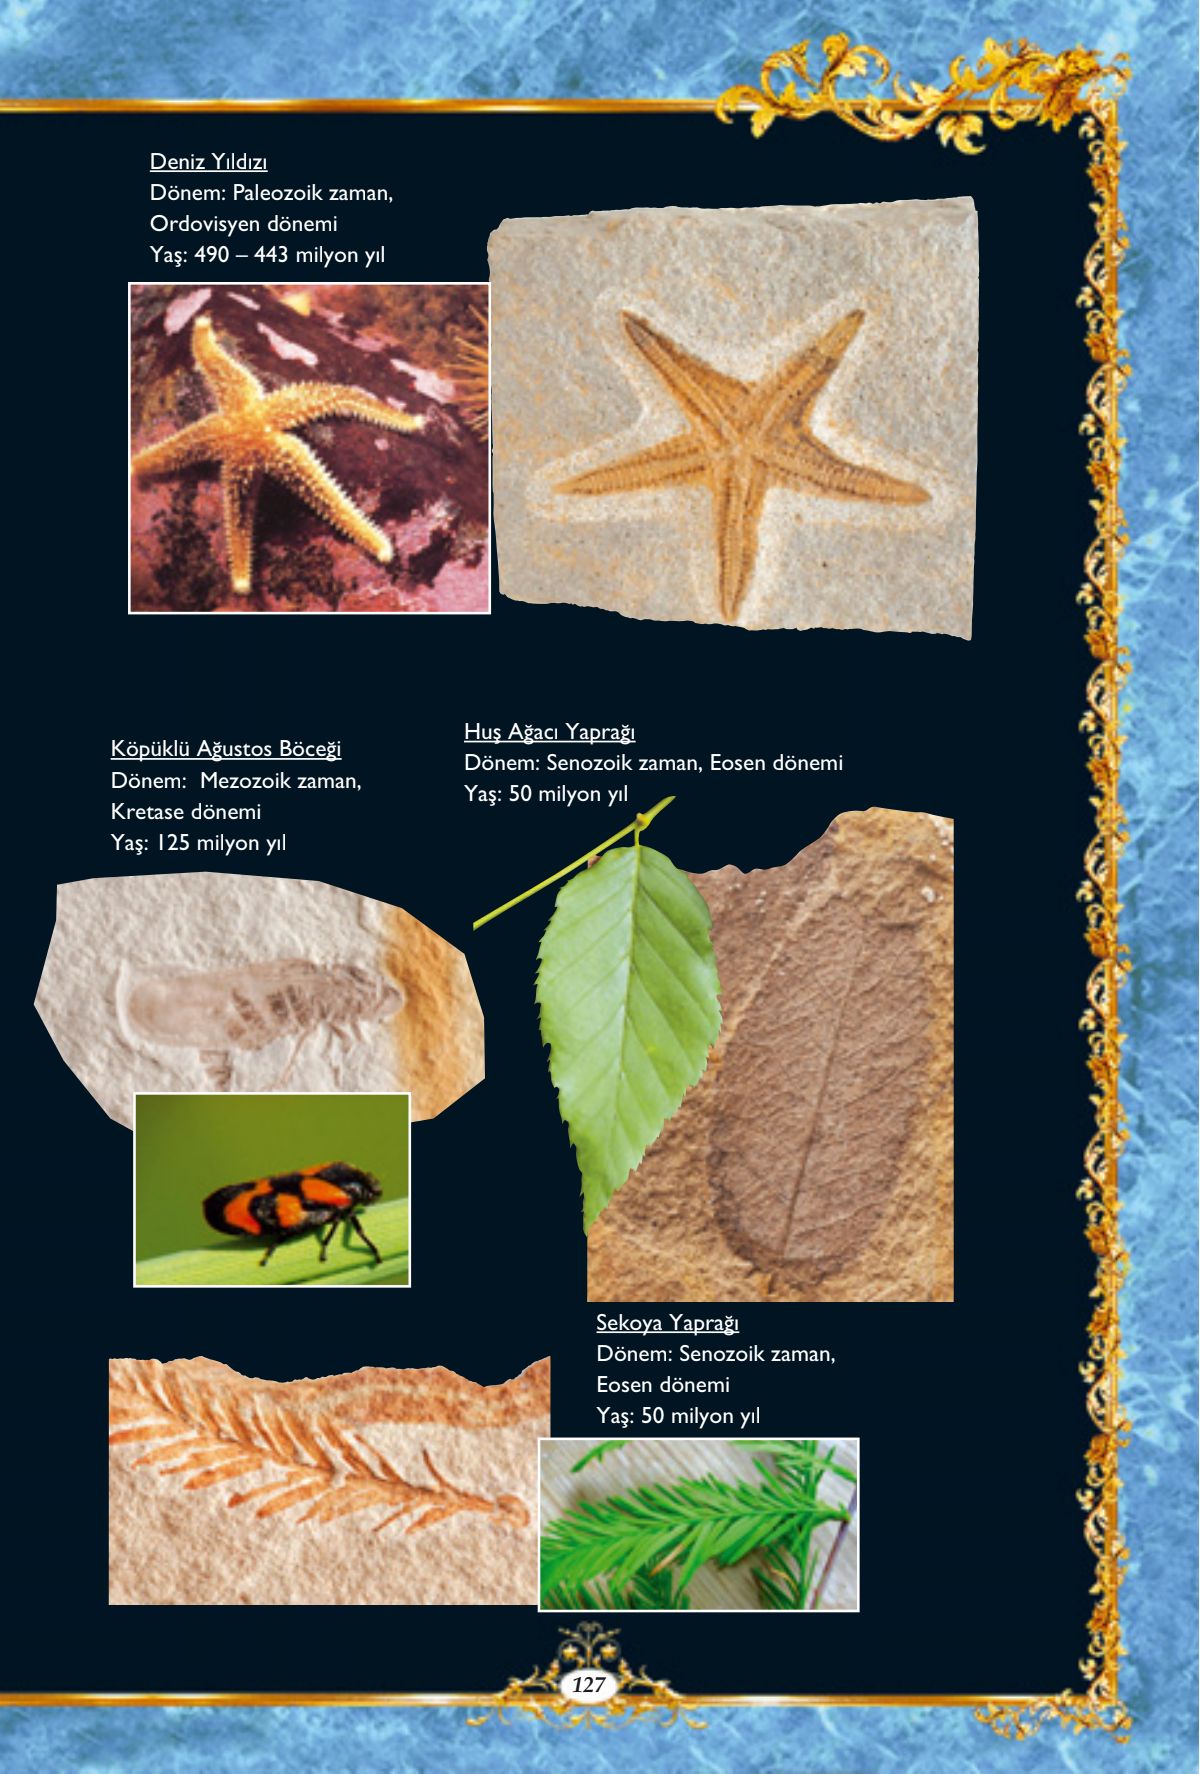 Deniz Yıldızı
Dönem: Paleozoik zaman,
Ordovisyen dönemi
Yaş: 490 – 443 milyon yıl
Köpüklü Ağustos Böceği
Dönem:  Mezozoik zaman,
Kretase dönemi
Yaş: 125 milyon yıl
Huş Ağacı Yaprağı
Dönem: Senozoik zaman, Eosen dönemi
Yaş: 50 milyon yıl
Sekoya Yaprağı
Dönem: Senozoik zaman,
Eosen dönemi
Yaş: 50 milyon yıl
127